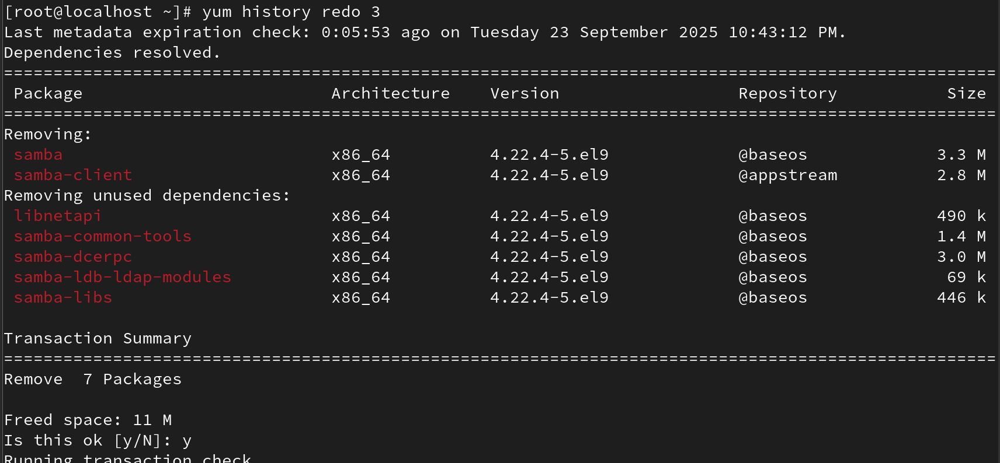 [root@localhost ~]# yum history redo 3
Last metadata expiration check: 0:05:53 ago on Tuesday 23 September 2025 10:43:12 PM.
Dependencies resolved.
====================================================================================================
 Package                         Architecture    Version                  Repository           Size
====================================================================================================
Removing:
 samba                           x86_64          4.22.4-5.el9             @baseos             3.3 M
 samba-client                    x86_64          4.22.4-5.el9             @appstream          2.8 M
Removing unused dependencies:
 libnetapi                       x86_64          4.22.4-5.el9             @baseos             490 k
 samba-common-tools              x86_64          4.22.4-5.el9             @baseos             1.4 M
 samba-dcerpc                    x86_64          4.22.4-5.el9             @baseos             3.0 M
 samba-ldb-ldap-modules          x86_64          4.22.4-5.el9             @baseos              69 k
 samba-libs                      x86_64          4.22.4-5.el9             @baseos             446 k

Transaction Summary
====================================================================================================
Remove  7 Packages

Freed space: 11 M
Is this ok [y/N]: y
Running transaction check